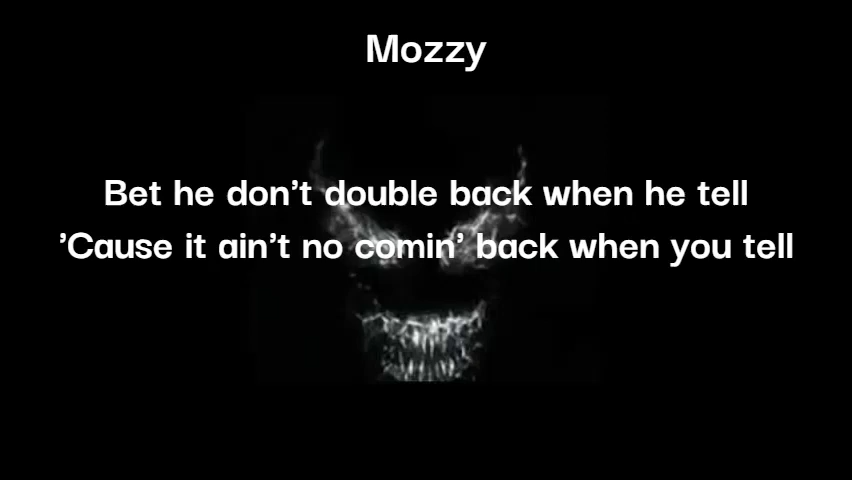 Mozzy
Bet he don’t double back when he tell
’Cause it ain’t no comin’ back when you tell